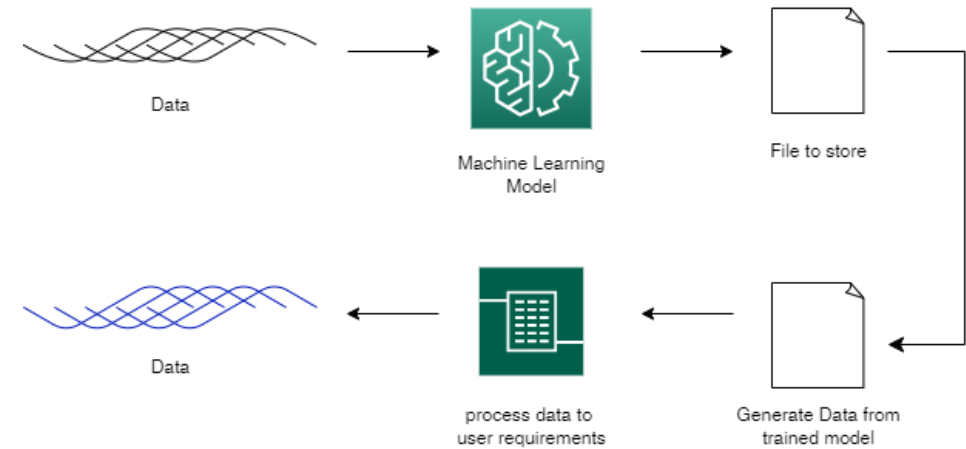 Data
Machine Learning
Model
File to store
Data
process data to
user requirements
Generate Data from
trained model